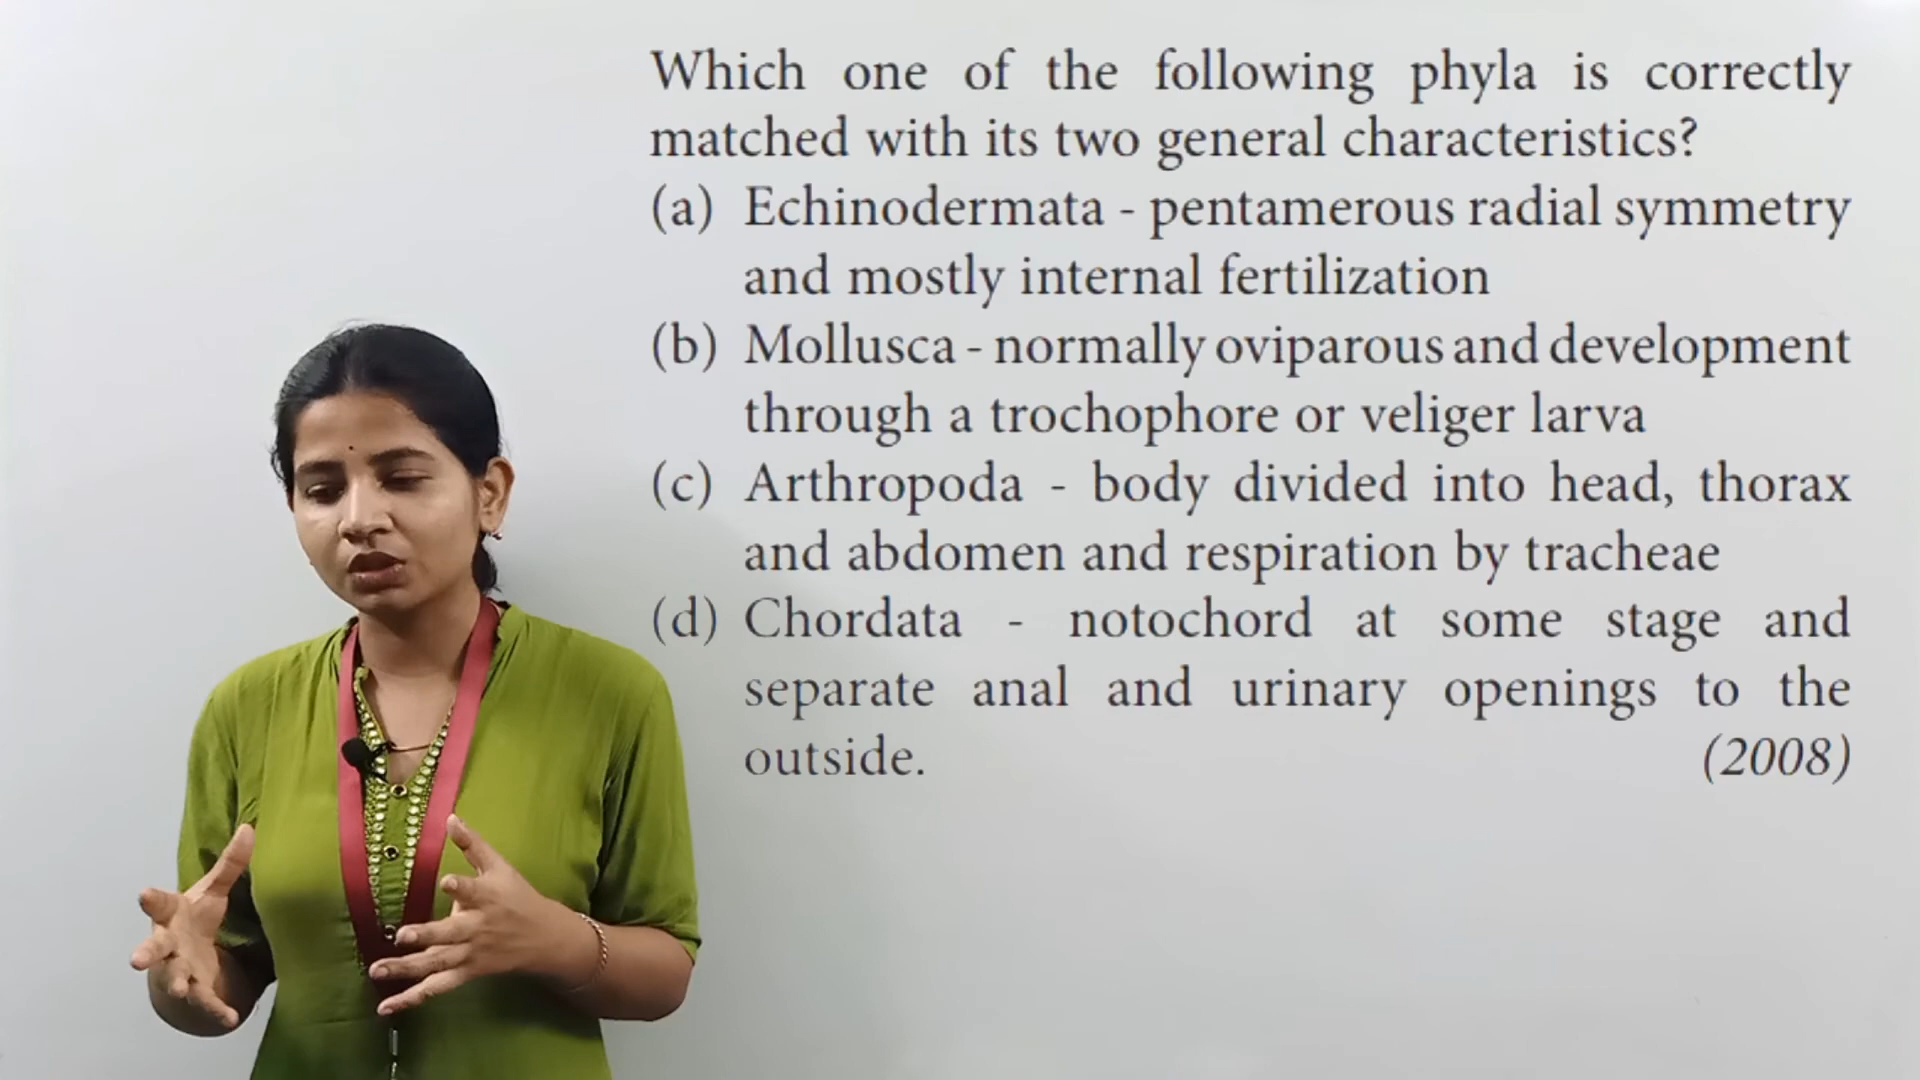 Which one of the following phyla is correctly
matched with its two general characteristics?
(a) Echinodermata - pentamerous radial symmetry
and mostly internal fertilization
(b) Mollusca - normally oviparous and development
through a trochophore or veliger larva
(c) Arthropoda - body divided into head, thorax
and abdomen and respiration by tracheae
(d) Chordata - notochord at some stage and
separate anal and urinary openings to the
outside. (2008)